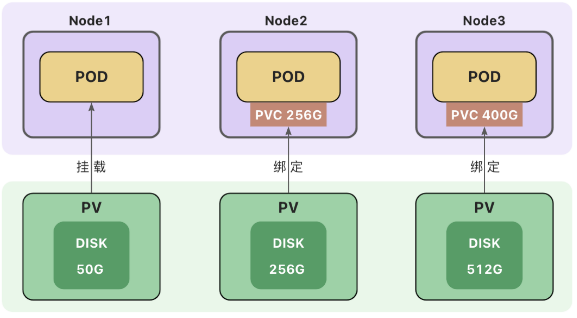 Node1
Node2
Node3
POD
POD
POD
PVC 256G
PVC 400G
挂载
绑定
绑定
PV
PV
PV
DISK
50G
DISK
256G
DISK
512G